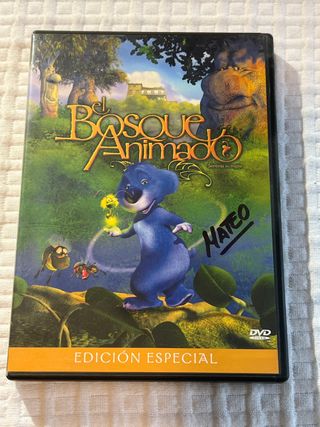 el
Bosque
Animado
MATEO
DVD
EDICIÓN ESPECIAL